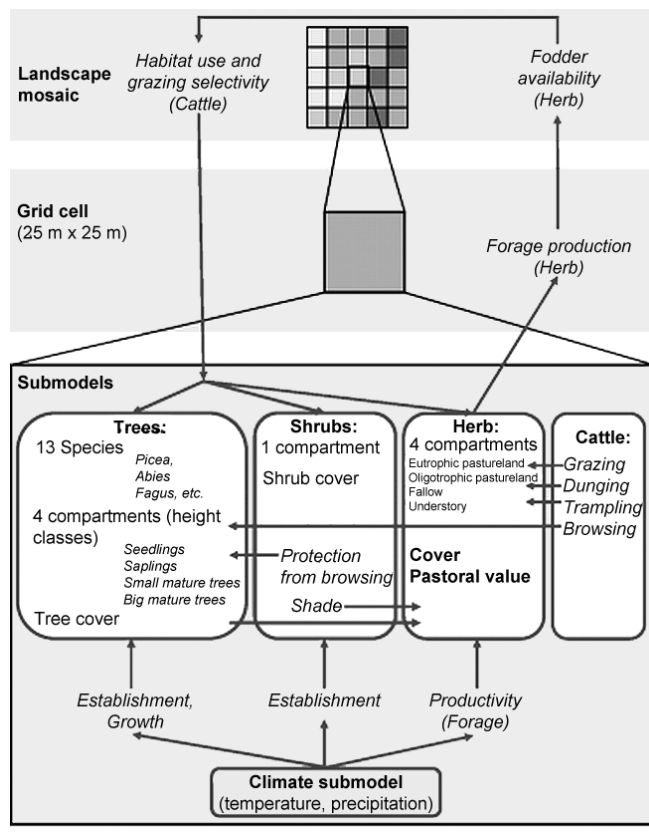 Landscape
mosaic
Habitat use and
grazing selectivity
(Cattle)
Fodder
availability
(Herb)
Grid cell
(25 m x 25 m)
Forage production
(Herb)
Submodels
Trees:
13 Species
Picea,
Abies
Fagus, etc.
4 compartments (height
classes)
Seedlings
Saplings
Small mature trees
Big mature trees
Tree cover
Shrubs:
1 compartment
Shrub cover
Protection
from browsing
Shade
Herb:
4 compartments
Eutrophic pastureland
Oligotrophic pastureland
Fallow
Understory
Cover
Pastoral value
Cattle:
Grazing
Dunging
Trampling
Browsing
Establishment,
Growth
Establishment
Productivity
(Forage)
Climate submodel
(temperature, precipitation)